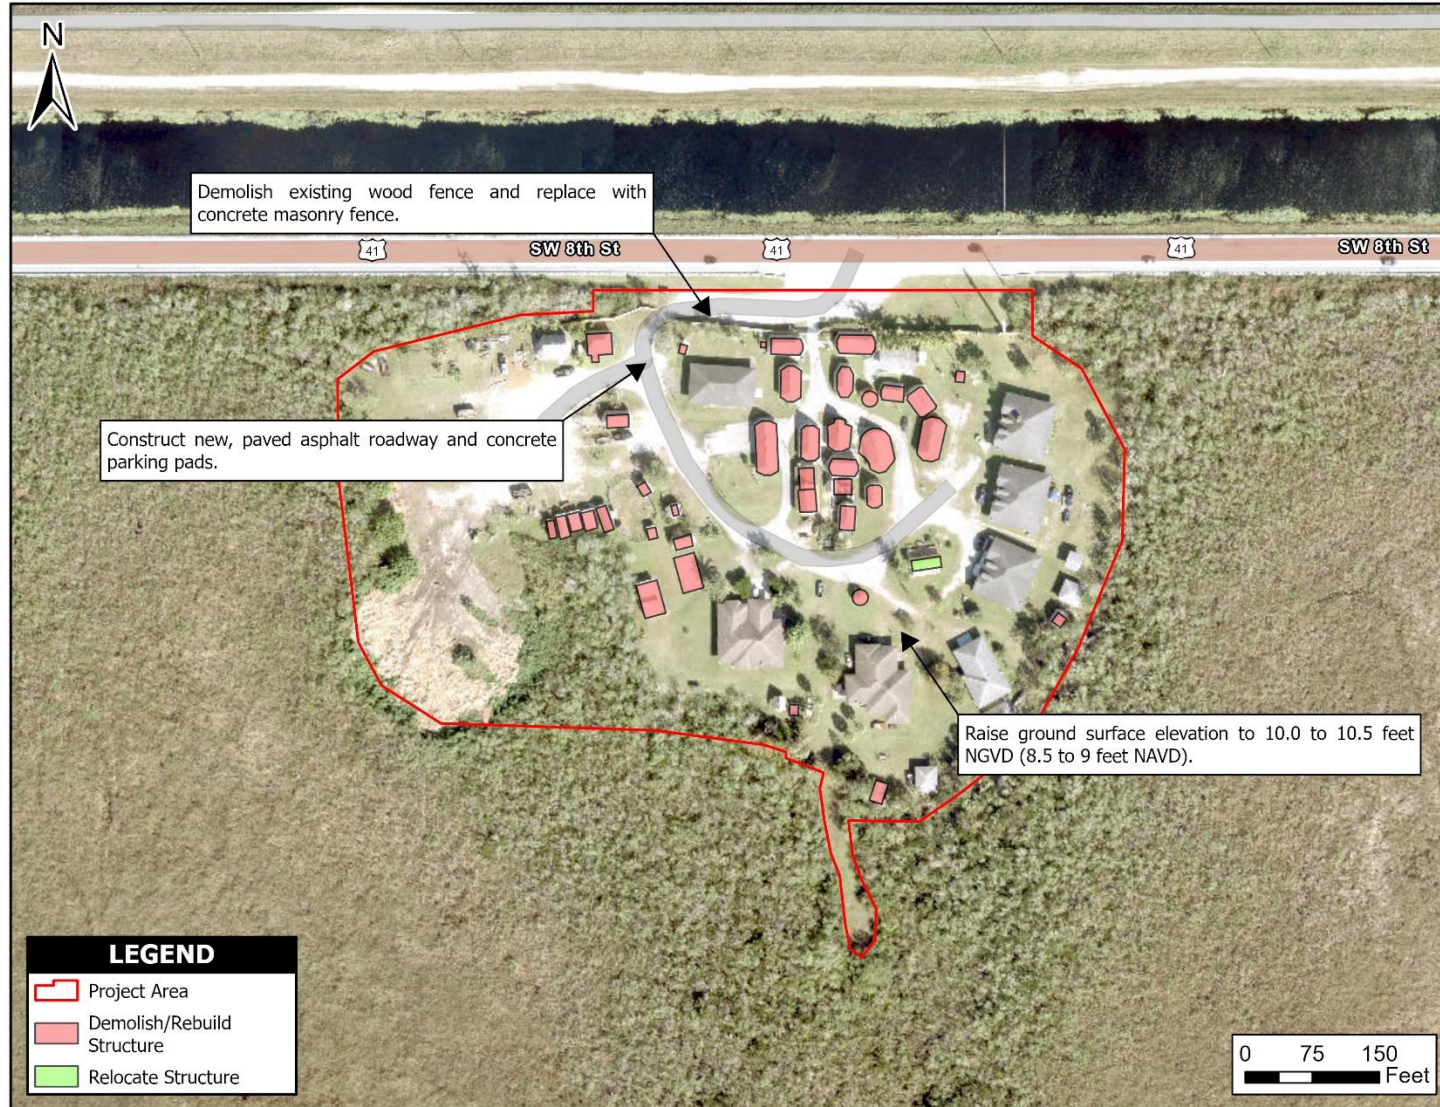 N
Demolish existing wood fence and replace with
concrete masonry fence.
41
SW 8th St
41
41
SW 8th St
Construct new, paved asphalt roadway and concrete
parking pads.
Raise ground surface elevation to 10.0 to 10.5 feet
NGVD (8.5 to 9 feet NAVD).
LEGEND
Project Area
Demolish/Rebuild
Structure
Relocate Structure
0 75 150
Feet